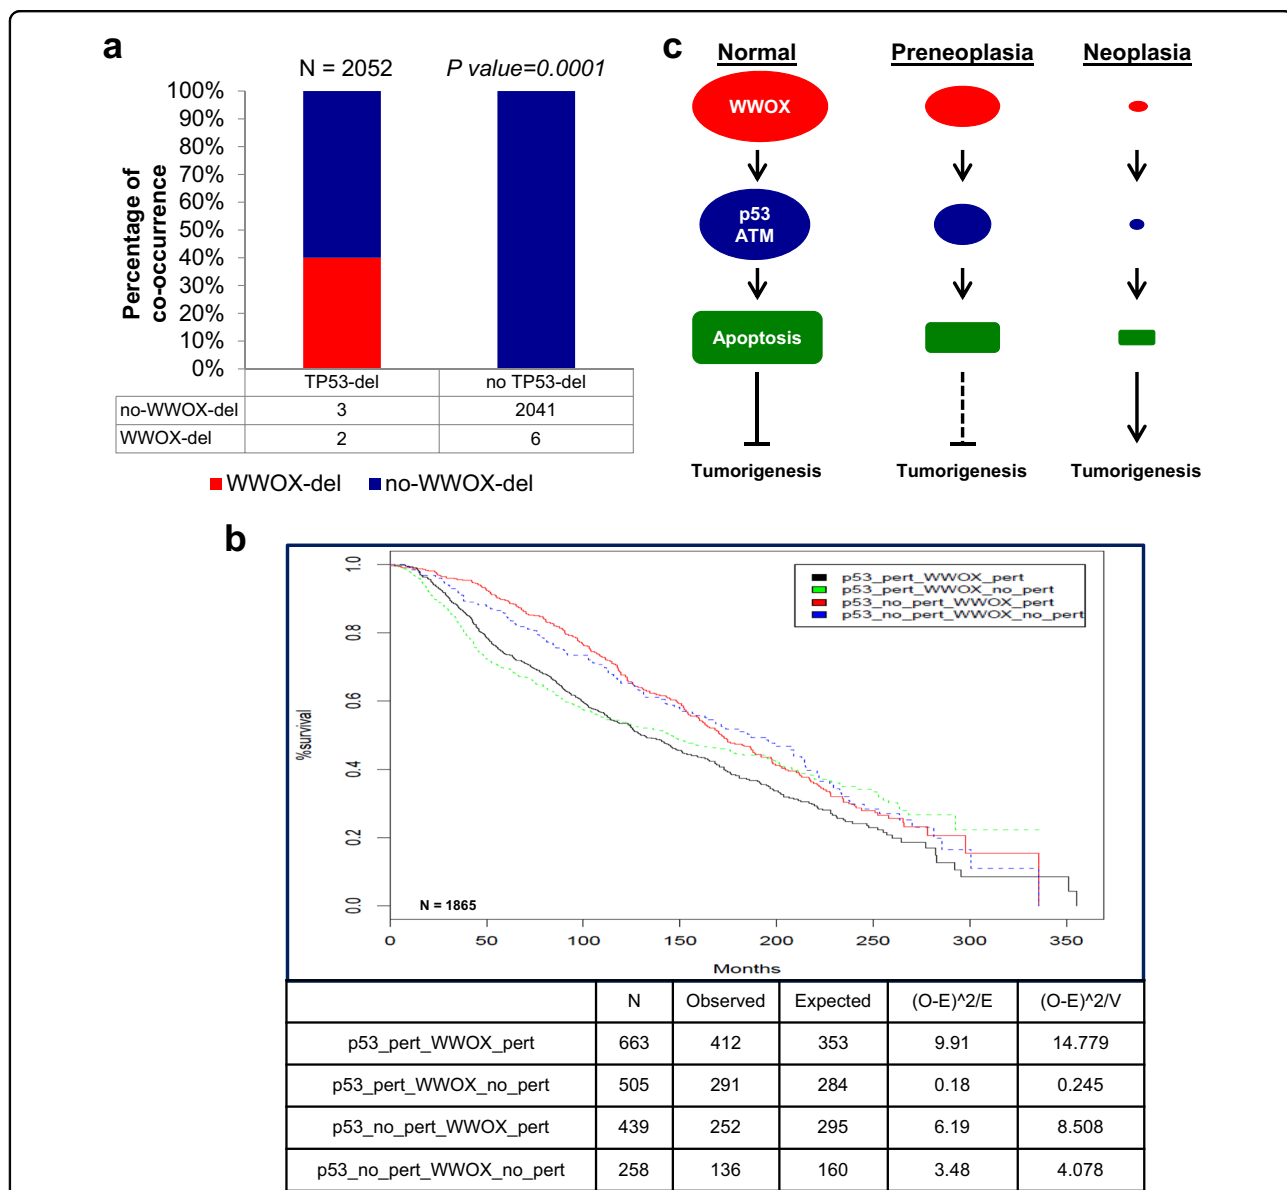 a
N = 2052
P value=0.0001
Percentage of
co-occurrence
100%
90%
80%
70%
60%
50%
40%
30%
20%
10%
0%
TP53-del no TP53-del
no-WWOX-del 3 2041
WWOX-del 2 6
WWOX-del no-WWOX-del
c
Normal Preneoplasia Neoplasia
WWOX
p53
ATM
Apoptosis
Tumorigenesis Tumorigenesis Tumorigenesis
b
%survival
1.0
0.8
0.6
0.4
0.2
0.0
p53_pert_WWOX_pert
p53_pert_WWOX_no_pert
p53_no_pert_WWOX_pert
p53_no_pert_WWOX_no_pert
N = 1865
0 50 100 150 200 250 300 350
Months
N Observed Expected (O-E)^2/E (O-E)^2/V
p53_pert_WWOX_pert 663 412 353 9.91 14.779
p53_pert_WWOX_no_pert 505 291 284 0.18 0.245
p53_no_pert_WWOX_pert 439 252 295 6.19 8.508
p53_no_pert_WWOX_no_pert 258 136 160 3.48 4.078